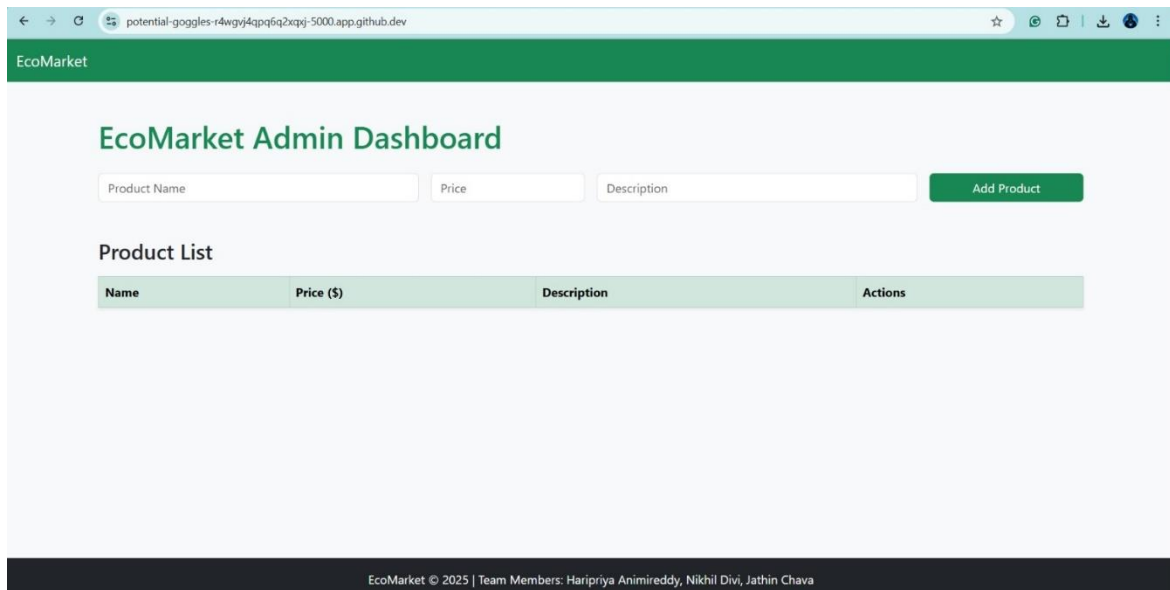 potential-goggles-r4wgvj4qpq6q2xqxj-5000.app.github.dev
EcoMarket
EcoMarket Admin Dashboard
Product Name Price Description Add Product
Product List
Name Price ($) Description Actions
EcoMarket © 2025 | Team Members: Haripriya Animireddy, Nikhil Divi, Jathin Chava